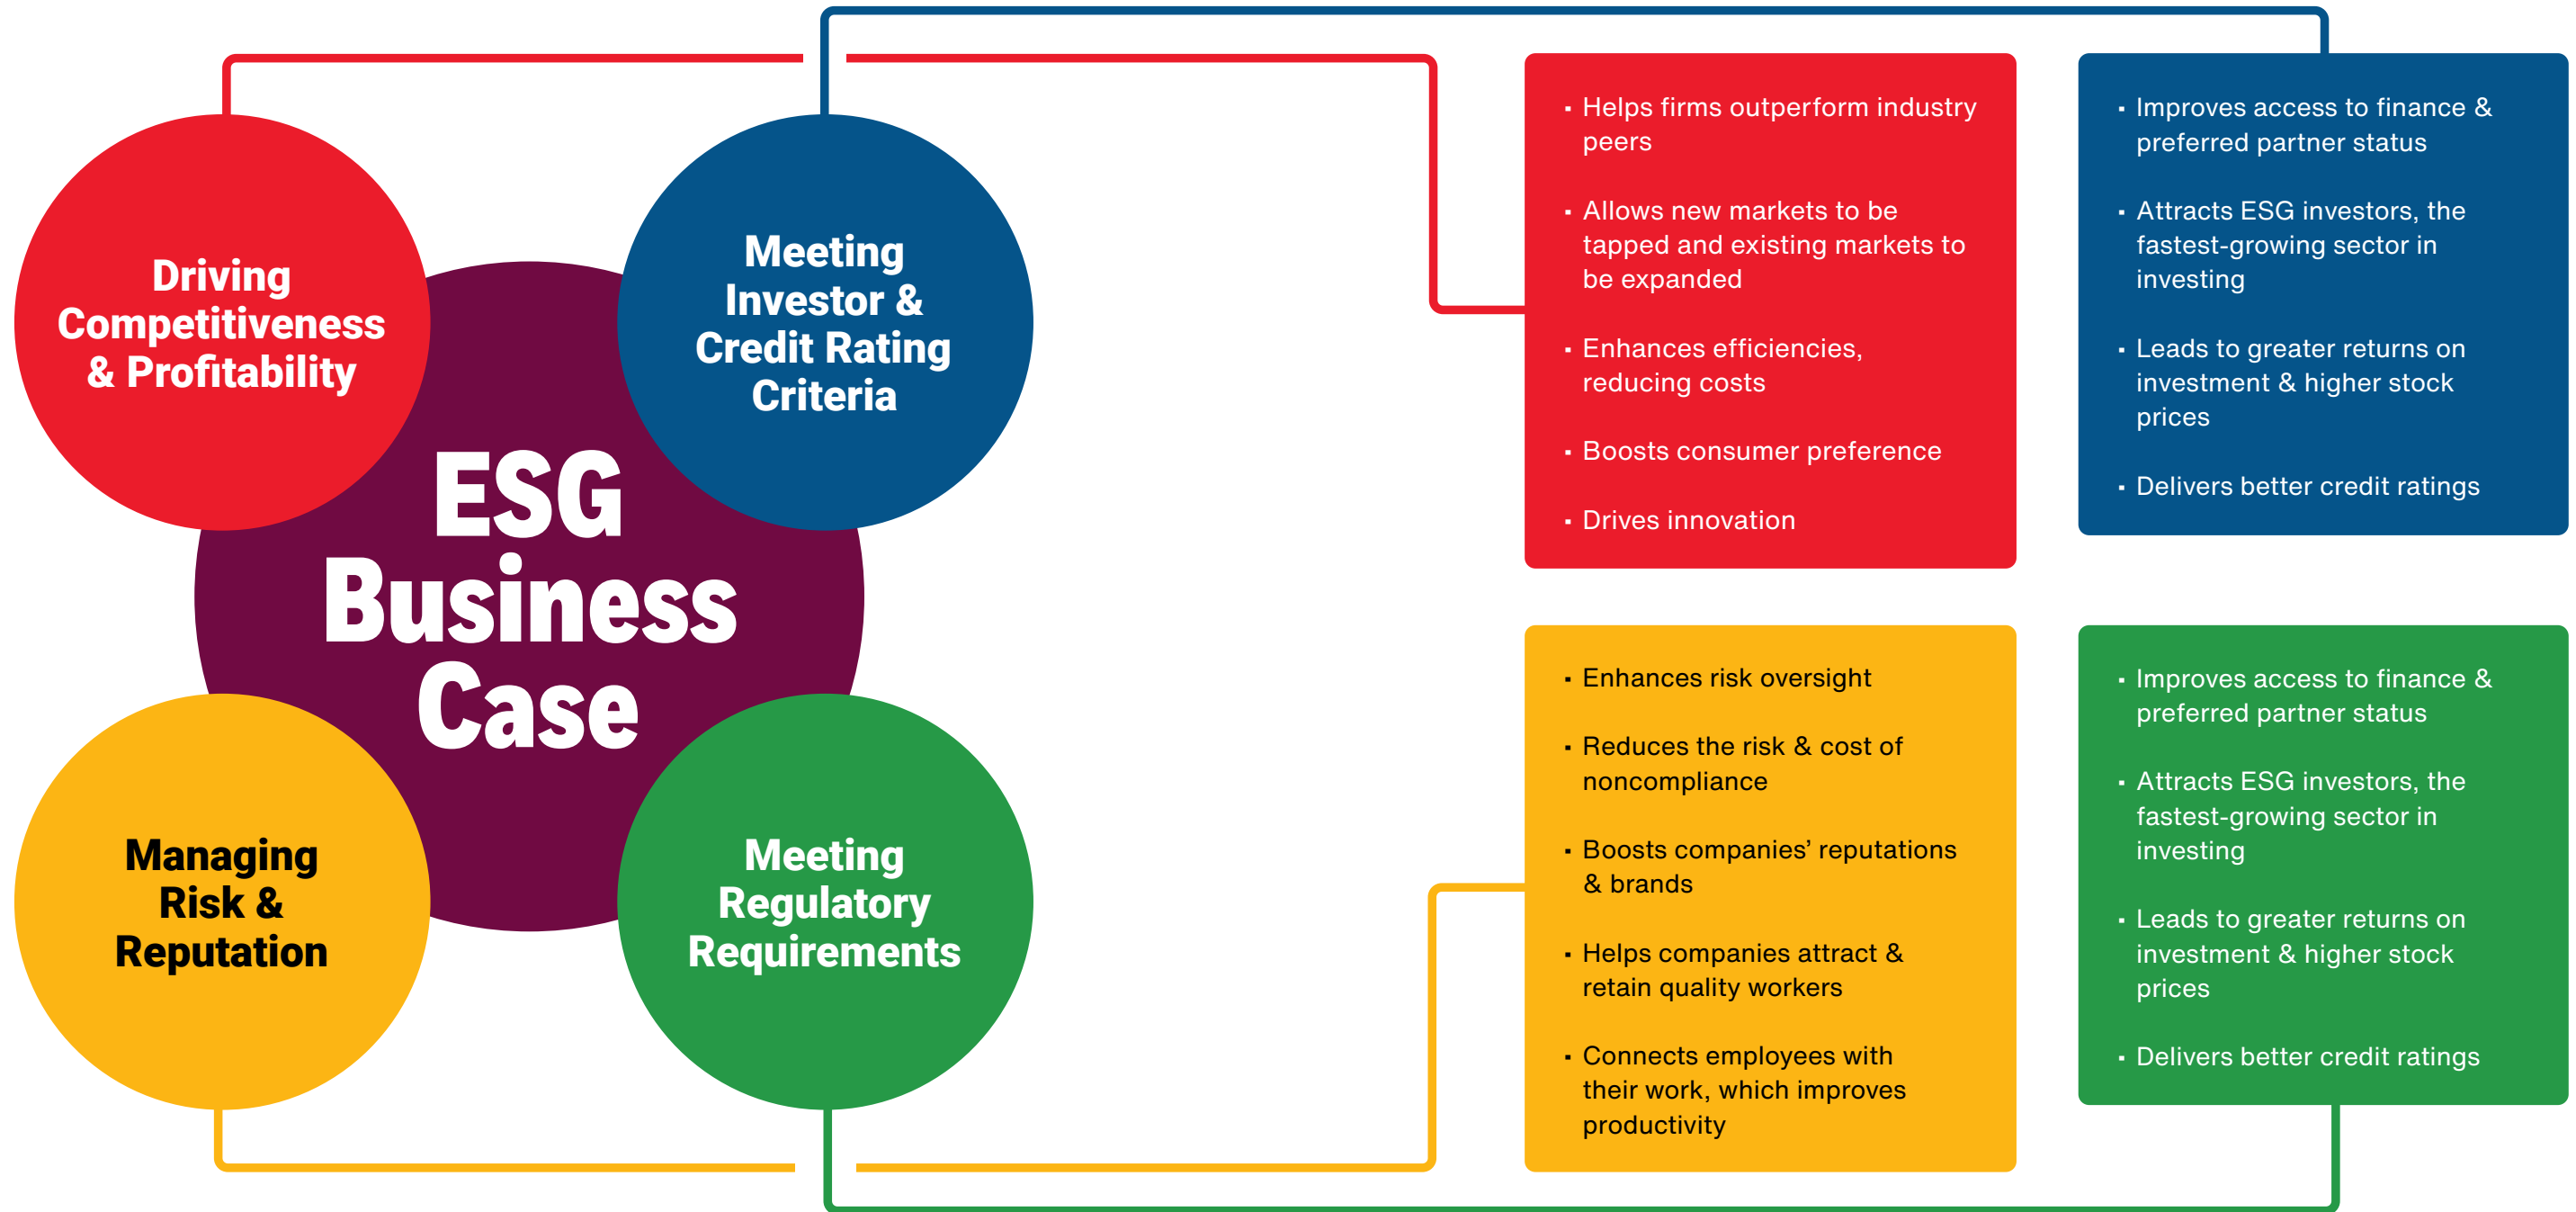 Driving
Competitiveness
& Profitability
Meeting
Investor &
Credit Rating
Criteria
ESG
Business
Case
Managing
Risk &
Reputation
Meeting
Regulatory
Requirements
▪ Helps firms outperform industry
peers
▪ Allows new markets to be
tapped and existing markets to
be expanded
▪ Enhances efficiencies,
reducing costs
▪ Boosts consumer preference
▪ Drives innovation
▪ Improves access to finance &
preferred partner status
▪ Attracts ESG investors, the
fastest-growing sector in
investing
▪ Leads to greater returns on
investment & higher stock
prices
▪ Delivers better credit ratings
▪ Enhances risk oversight
▪ Reduces the risk & cost of
noncompliance
▪ Boosts companies’ reputations
& brands
▪ Helps companies attract &
retain quality workers
▪ Connects employees with
their work, which improves
productivity
▪ Improves access to finance &
preferred partner status
▪ Attracts ESG investors, the
fastest-growing sector in
investing
▪ Leads to greater returns on
investment & higher stock
prices
▪ Delivers better credit ratings